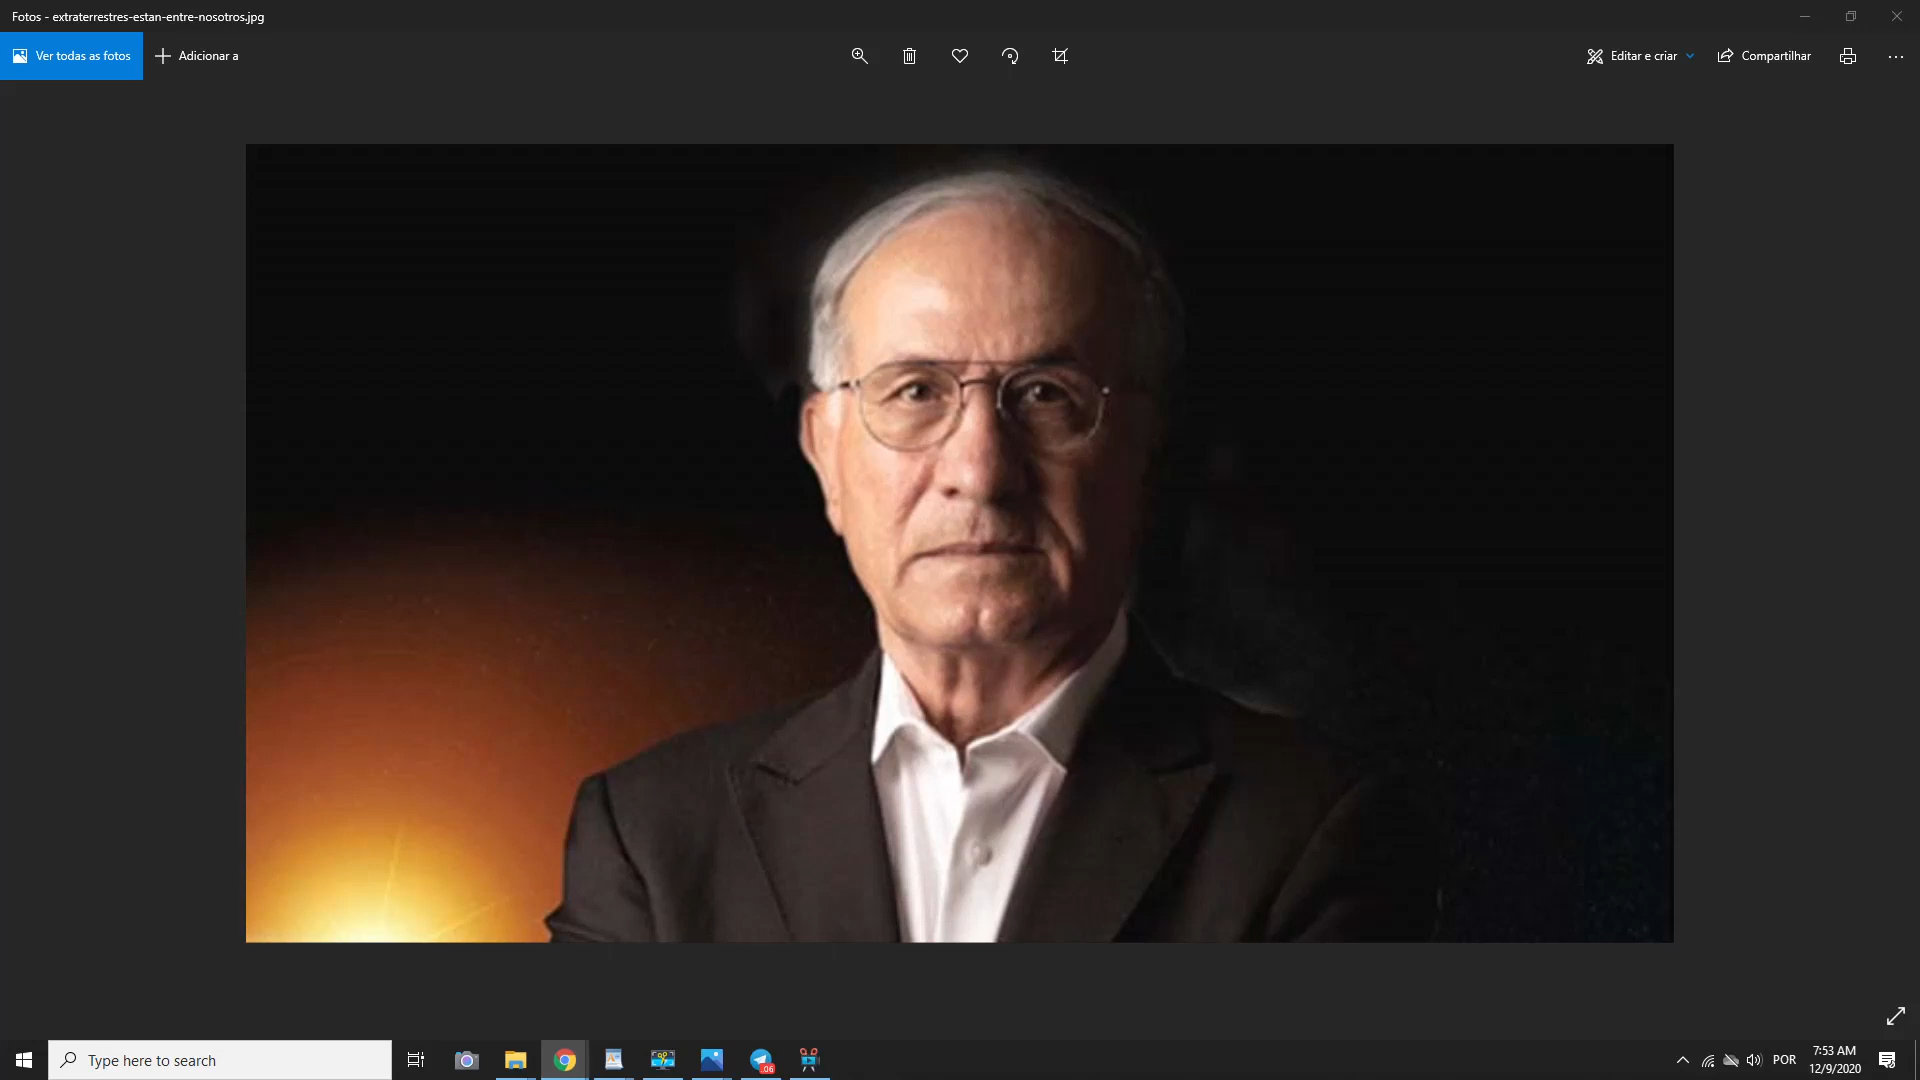 Fotos - extraterrestres-estan-entre-nosotros.jpg
Ver todas as fotos
Adicionar a
Editar e criar
Compartilhar
Type here to search
.06
POR
7:53 AM
12/9/2020